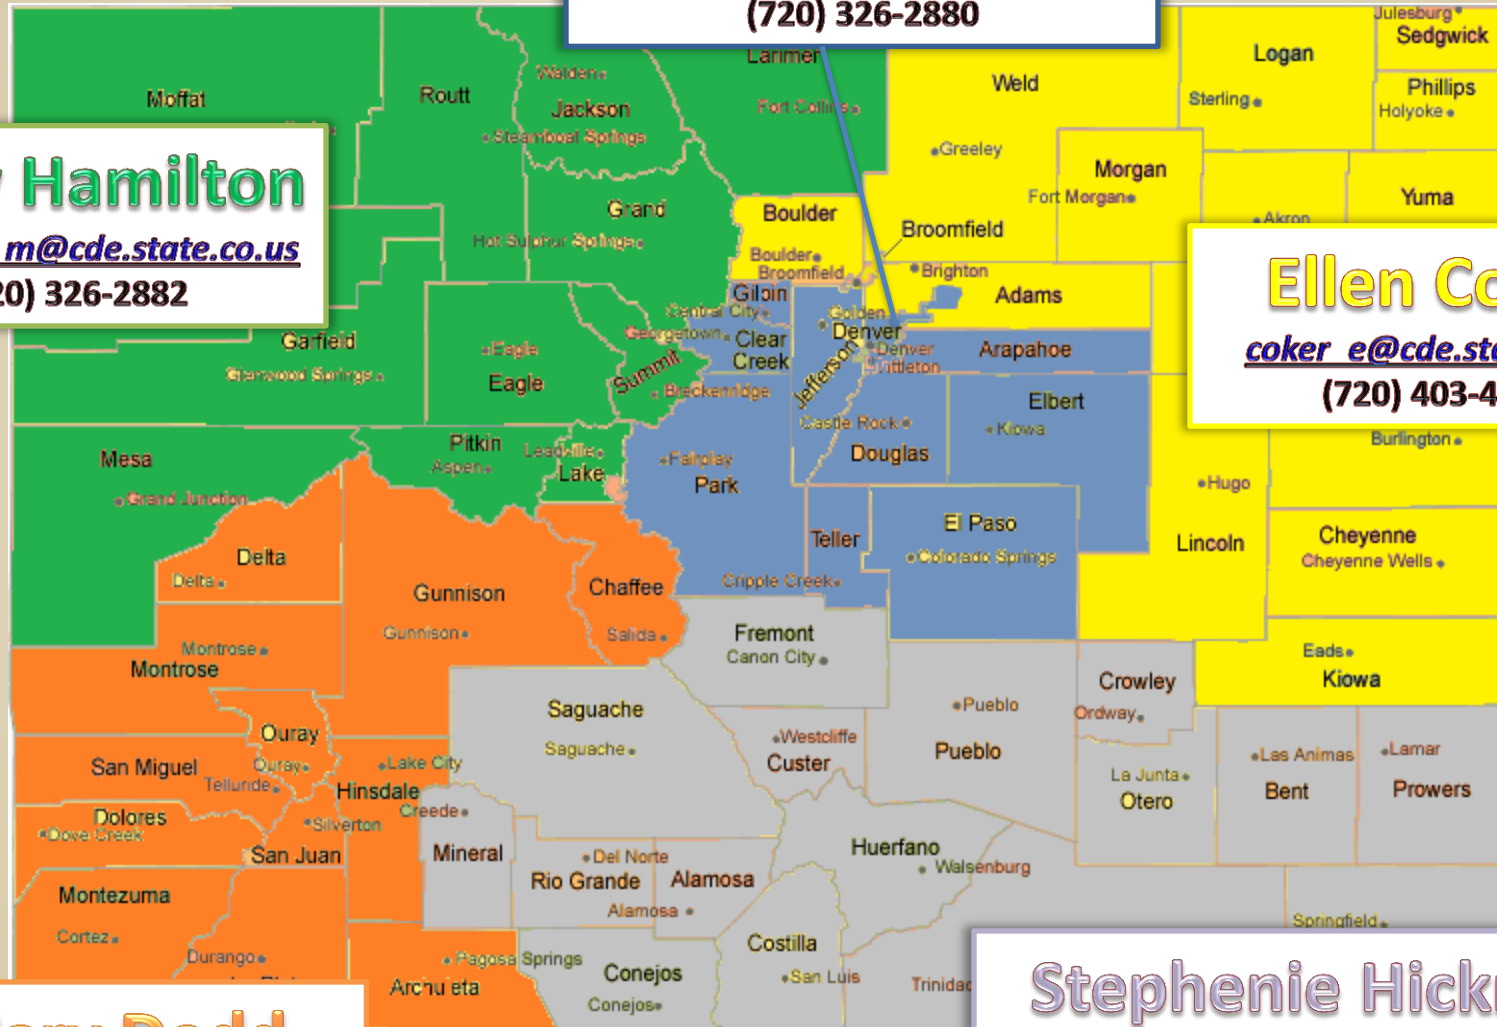 (720) 326-2880
Julesburg
Sedgwick
Logan
Larimer
Walden
Weld
Phillips
Moffat
Routt
Jackson
Fort Collins
Sterling
Holyoke
Steamboat Springs
Greeley
Morgan
Fort Morgan
Yuma
Hamilton
Grand
Boulder
Akron
Broomfield
m@cde.state.co.us
Hot Sulphur Springs
Boulder
Broomfield
Brighton
Ellen
326-2882
Gilpin
Adams
Central City
Golden
Denver
Georgetown
Clear
Creek
Garfield
Eagle
Denver
Arapahoe
Littleton
Jefferson
Glenwood Springs
Eagle
Summit
Breckenridge
(720) 403-4
Elbert
Castle Rock
Kiowa
Pitkin
Leadville
Douglas
Burlington
Mesa
Aspen
Lake
Fairplay
Park
Hugo
Grand Junction
El Paso
Teller
Lincoln
Cheyenne
Delta
Colorado Springs
Cheyenne Wells
Delta
Gunnison
Chaffee
Cripple Creek
Gunnison
Salida
Fremont
Canon City
Montrose
Montrose
Eads
Kiowa
Crowley
Saguache
Pueblo
Ordway
Ouray
Saguache
Westcliffe
Custer
Pueblo
Las Animas
Lamar
San Miguel
Ouray
Lake City
Telluride
Hinsdale
La Junta
Otero
Bent
Prowers
Dolores
Creede
Dove Creek
Silverton
San Juan
Mineral
Del Norte
Huerfano
Walsenburg
Rio Grande
Alamosa
Montezuma
Alamosa
Springfield
Cortez
Durango
Pagosa Springs
Costilla
San Luis
Archuleta
Conejos
Conejos
Stephenie